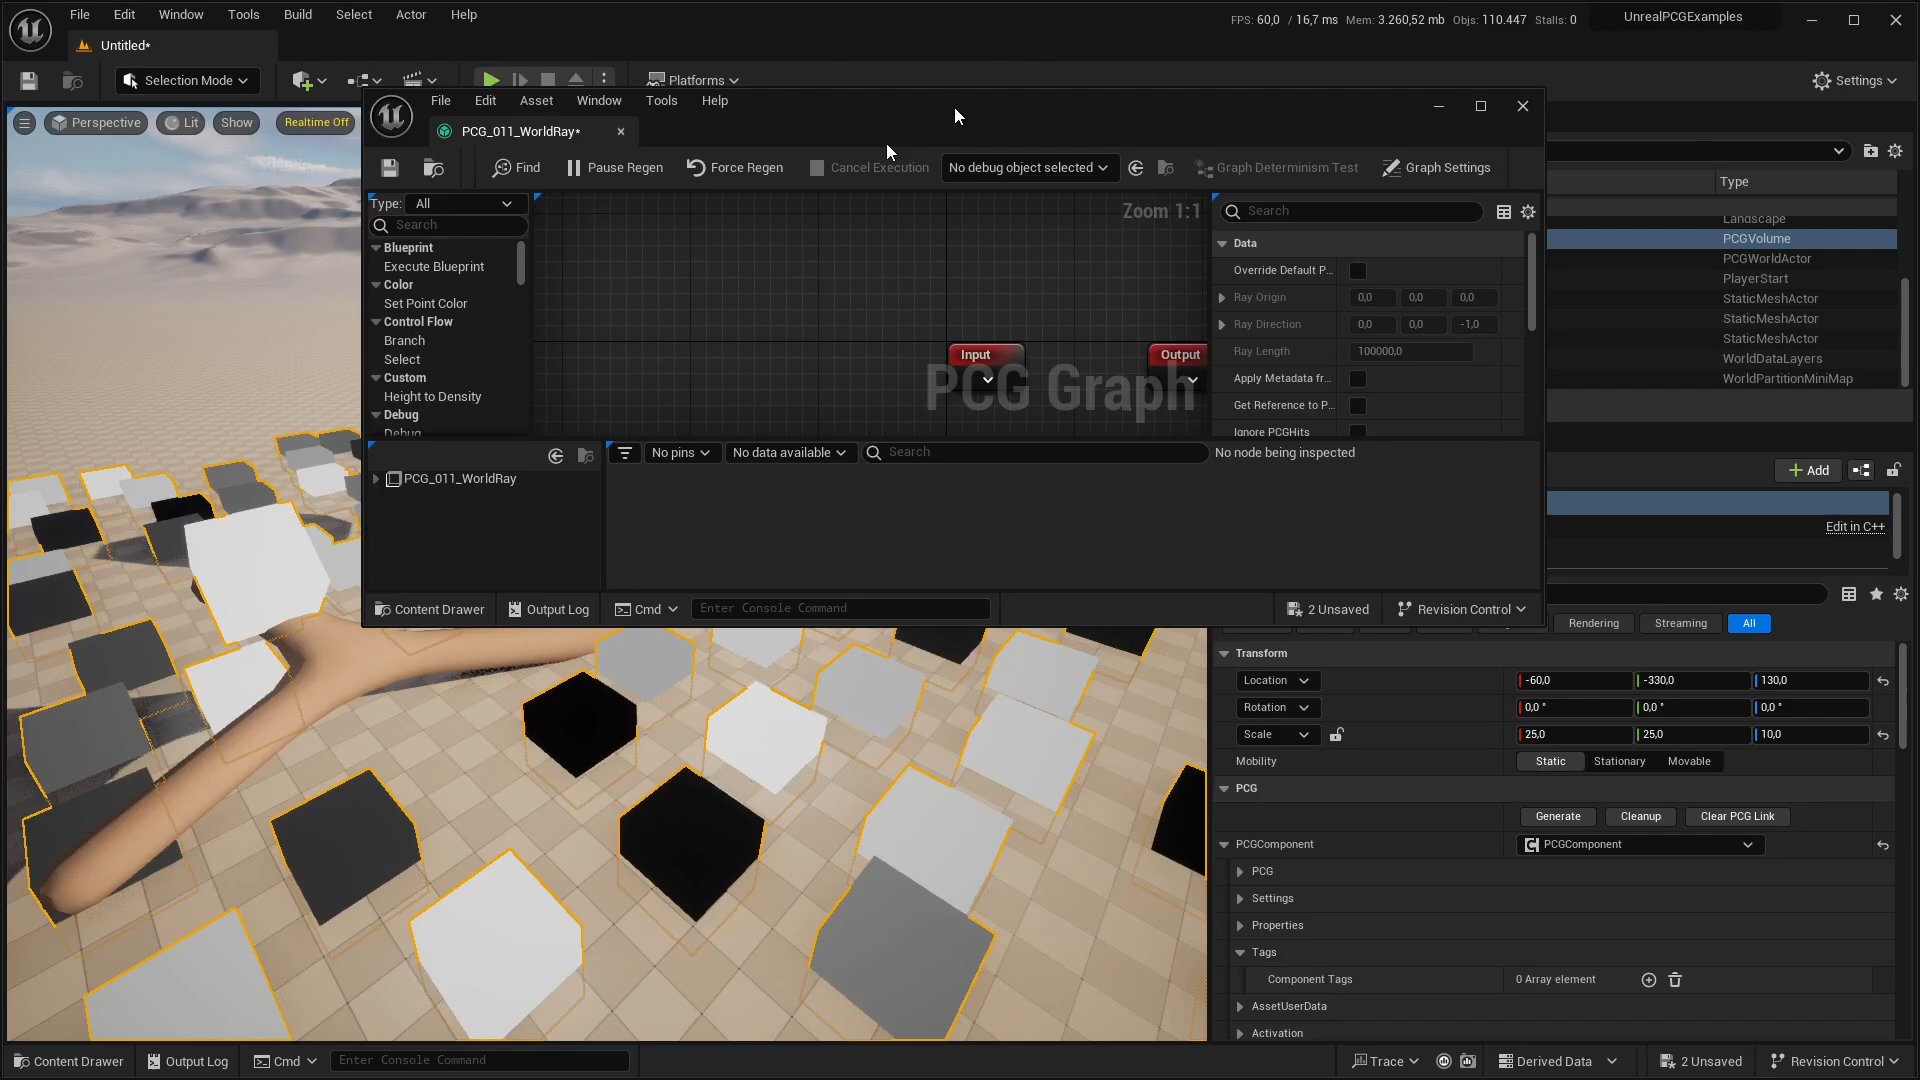 File Edit Window Tools Build Select Actor Help
FPS: 60,0 / 16,7 ms Mem: 3.260,52 mb Objs: 110.447 Stalls: 0
UnrealPCGExamples
Untitled*
Selection Mode
Platforms
Settings
File Edit Asset Window Tools Help
Perspective Lit Show Realtime Off
PCG_011_WorldRay*
Find Pause Regen Force Regen Cancel Execution No debug object selected Graph Determinism Test Graph Settings
Type
Type: All
Search
Zoom 1:1
Search
Landscape
PCGVolume
PCGWorldActor
PlayerStart
StaticMeshActor
StaticMeshActor
StaticMeshActor
WorldDataLayers
WorldPartitionMiniMap
Blueprint
Execute Blueprint
Color
Set Point Color
Control Flow
Branch
Select
Custom
Height to Density
Debug
Debug
Input
Output
PCG Graph
Data
Override Default P...
Ray Origin 0,0 0,0 0,0
Ray Direction 0,0 0,0 -1,0
Ray Length 100000,0
Apply Metadata fr...
Get Reference to P...
Ignore PCGHits
No pins No data available Search No node being inspected
PCG_011_WorldRay
Add
Edit in C++
Content Drawer Output Log Cmd Enter Console Command 2 Unsaved Revision Control
Rendering Streaming All
Transform
Location -60,0 -330,0 130,0
Rotation 0,0 ° 0,0 ° 0,0 °
Scale 25,0 25,0 10,0
Mobility Static Stationary Movable
PCG
Generate Cleanup Clear PCG Link
PCGComponent PCGComponent
PCG
Settings
Properties
Tags
Component Tags 0 Array element
AssetUserData
Activation
Content Drawer Output Log Cmd Enter Console Command Trace Derived Data 2 Unsaved Revision Control